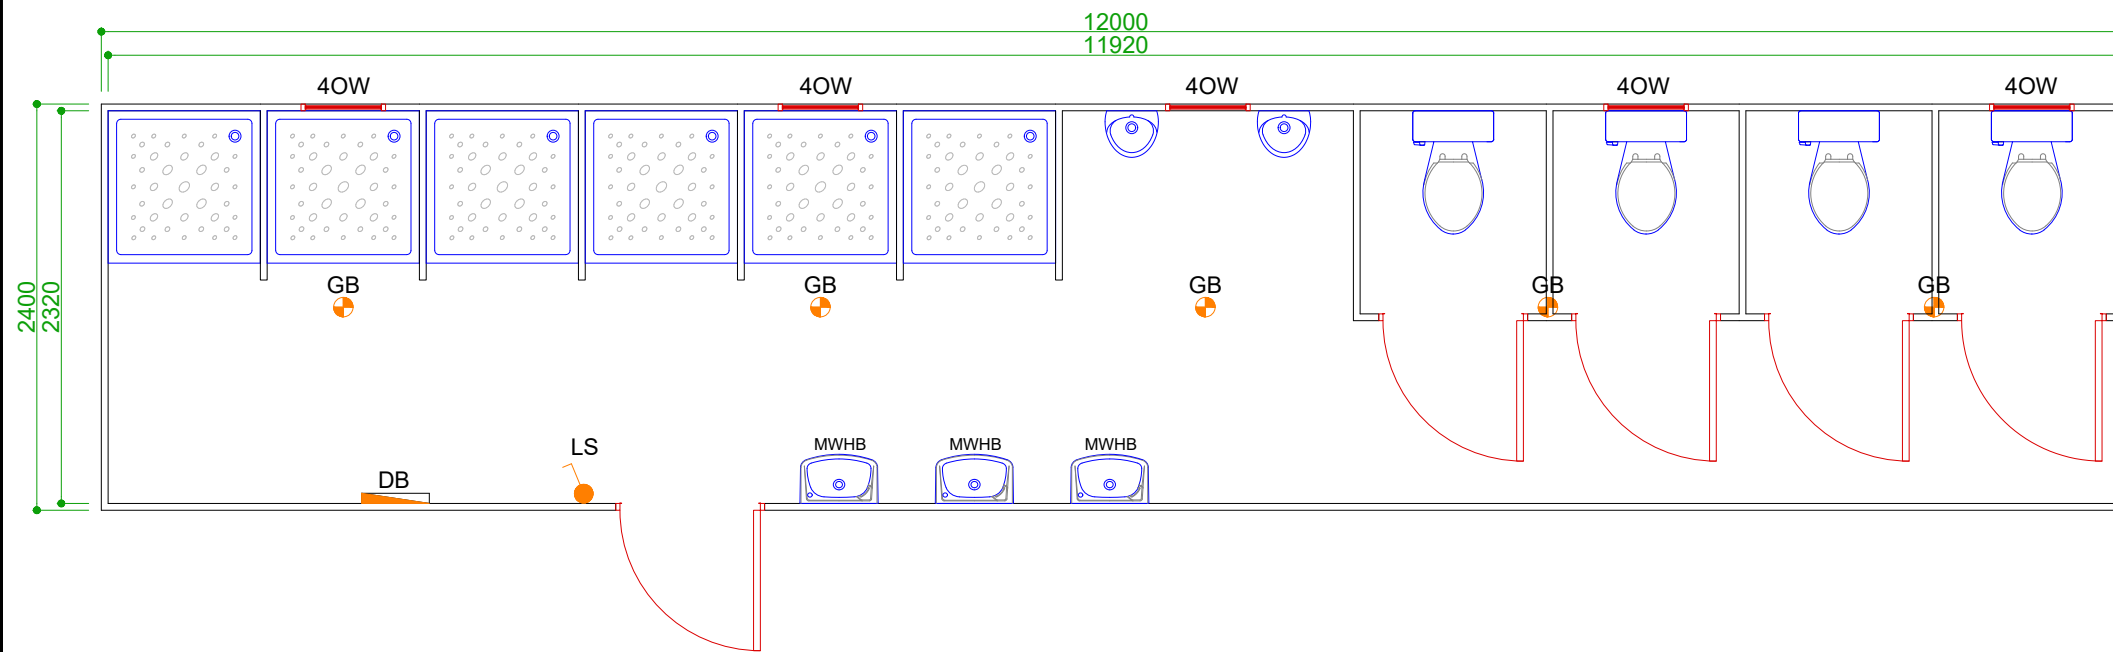 12000
11920
4OW 4OW 4OW 4OW 4OW
2400
2320
GB GB GB GB GB
DB
LS
MWHB MWHB MWHB